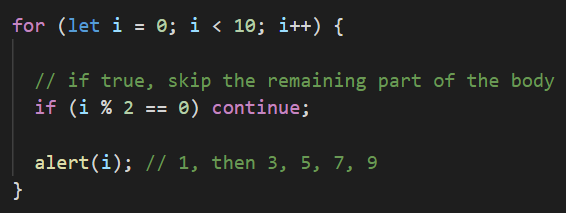 for (let i = 0; i < 10; i++) {
// if true, skip the remaining part of the body
if (i % 2 == 0) continue;
alert(i); // 1, then 3, 5, 7, 9
}